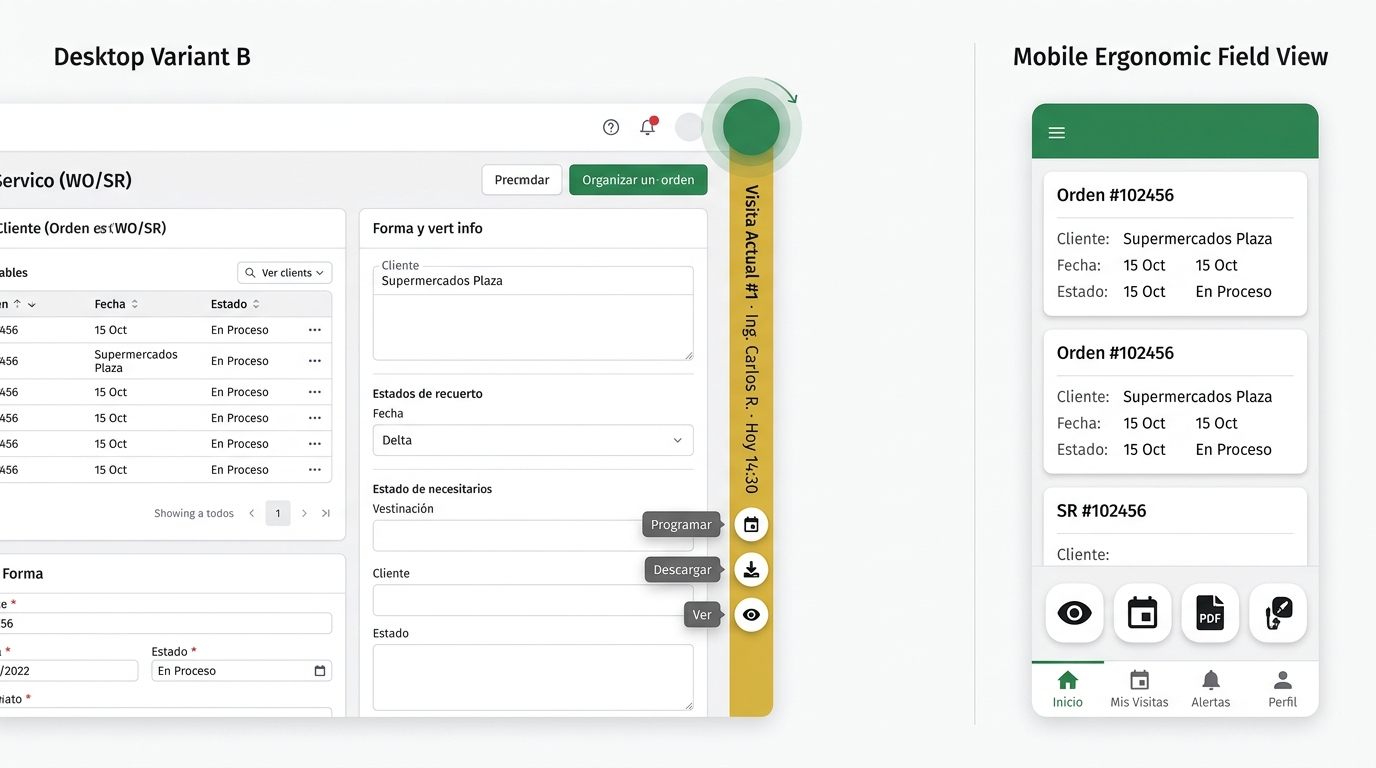 Desktop Variant B
Servico (WO/SR)
Precmdar
Organizar un· orden
Cliente (Orden est WO/SR)
ables
Ver clients
en
Fecha
Estado
456
15 Oct
En Proceso
456
Supermercados
Plaza
En Proceso
456
15 Oct
En Proceso
456
15 Oct
En Proceso
456
15 Oct
En Proceso
456
15 Oct
En Proceso
Showing a todos
1
Forma
te *
56
a *
Estado *
/2022
En Proceso
iato *
Forma y vert info
Cliente
Supermercados Plaza
Estados de recuerto
Fecha
Delta
Estado de necesitarios
Vestinación
Cliente
Estado
Visita Actual #1 · Ing. Carlos R. · Hoy 14:30
Programar
Descargar
Ver
Mobile Ergonomic Field View
Orden #102456
Cliente: Supermercados Plaza
Fecha: 15 Oct 15 Oct
Estado: 15 Oct En Proceso
Orden #102456
Cliente: Supermercados Plaza
Fecha: 15 Oct 15 Oct
Estado: 15 Oct En Proceso
SR #102456
Cliente:
PDF
Inicio
Mis Visitas
Alertas
Perfil